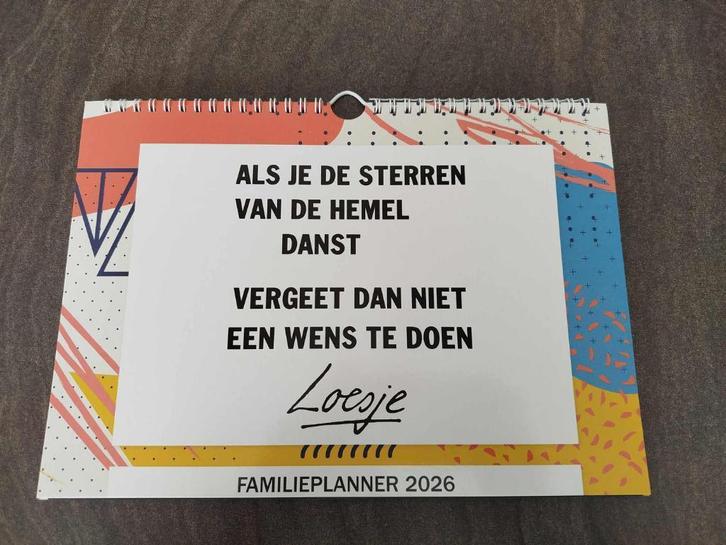 ALS JE DE STERREN
VAN DE HEMEL
DANST
VERGEET DAN NIET
EEN WENS TE DOEN
Loesje
FAMILIEPLANNER 2026